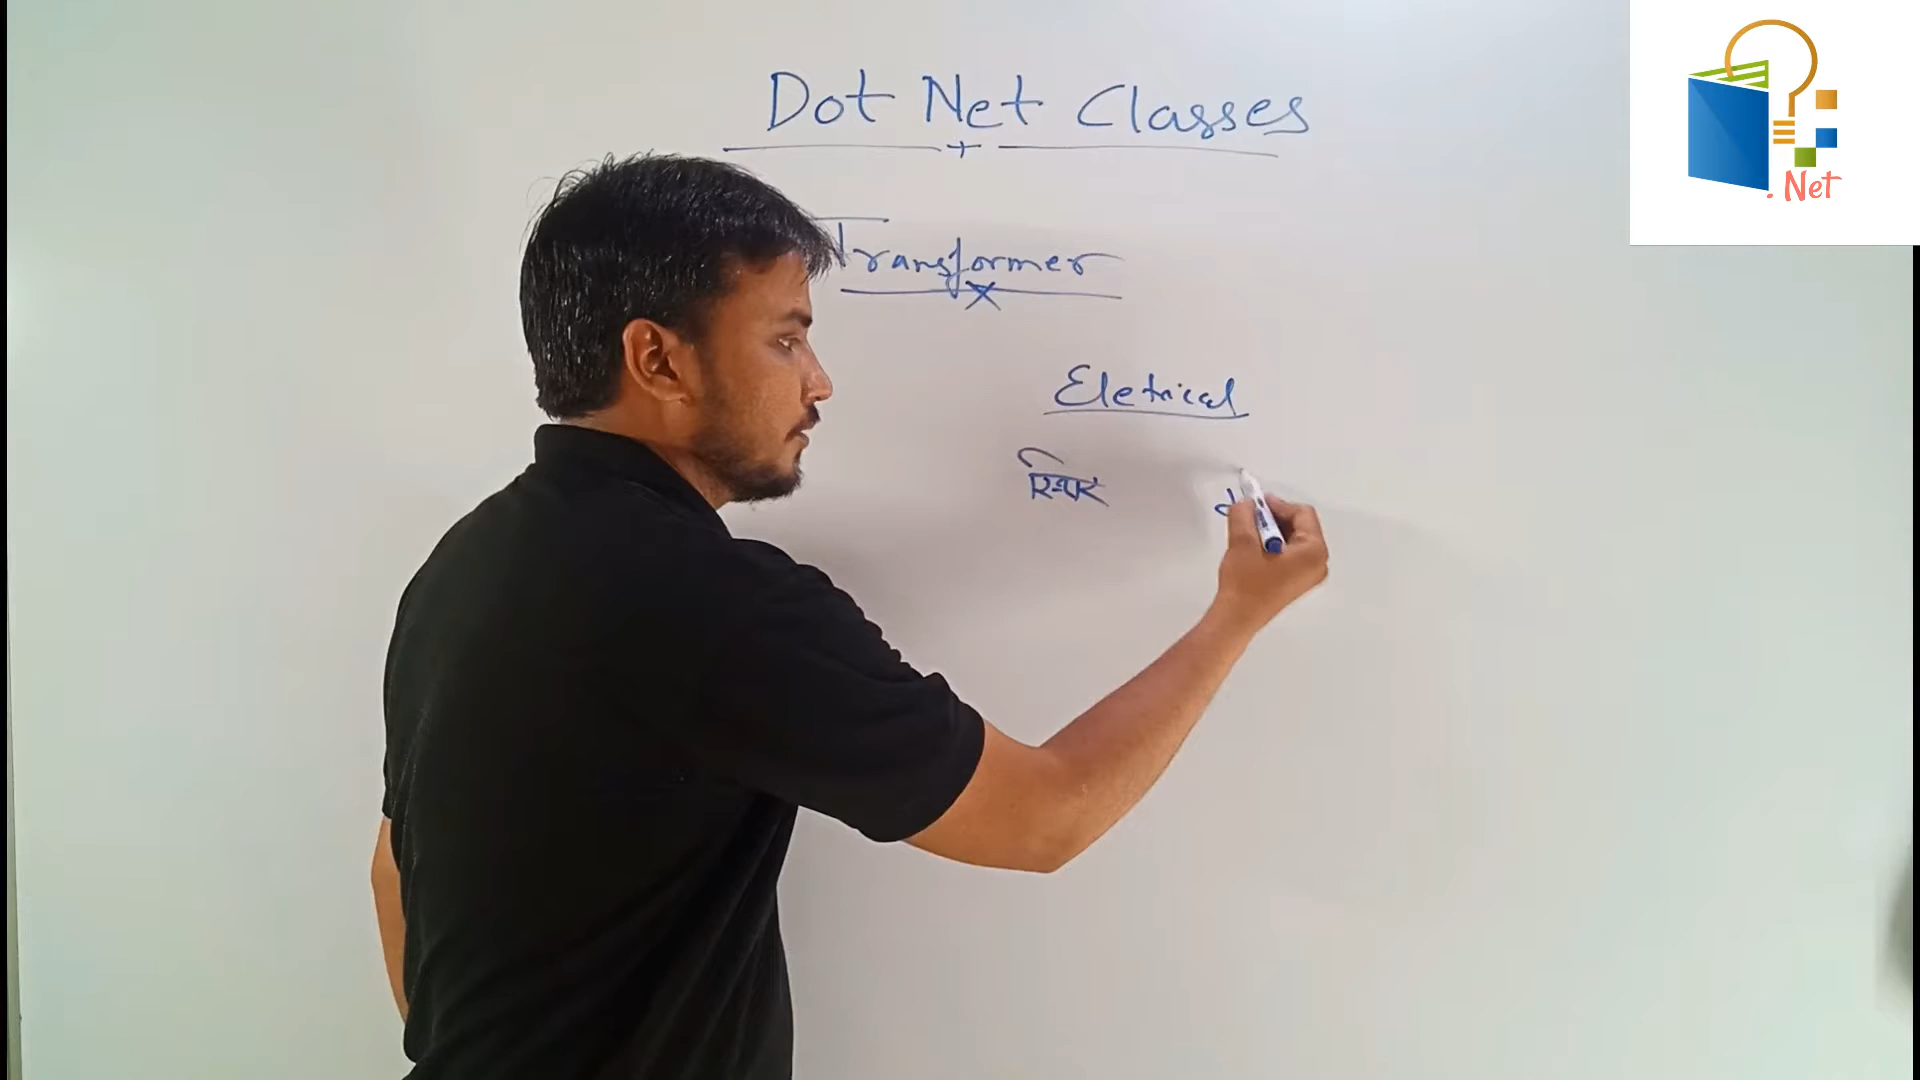 Dot Net Classes
Transformer
Eletrical
स्थिर
. Net